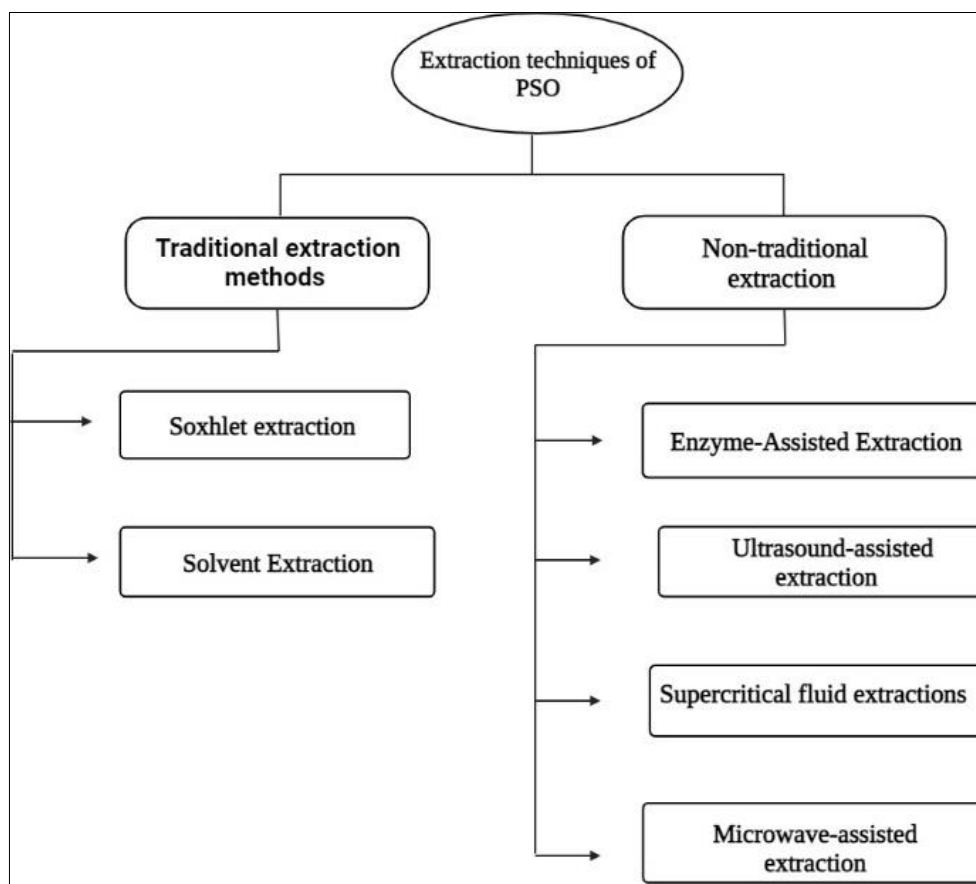 Extraction techniques of
PSO
Traditional extraction
methods
Non-traditional
extraction
Soxhlet extraction
Solvent Extraction
Enzyme-Assisted Extraction
Ultrasound-assisted
extraction
Supercritical fluid extractions
Microwave-assisted
extraction